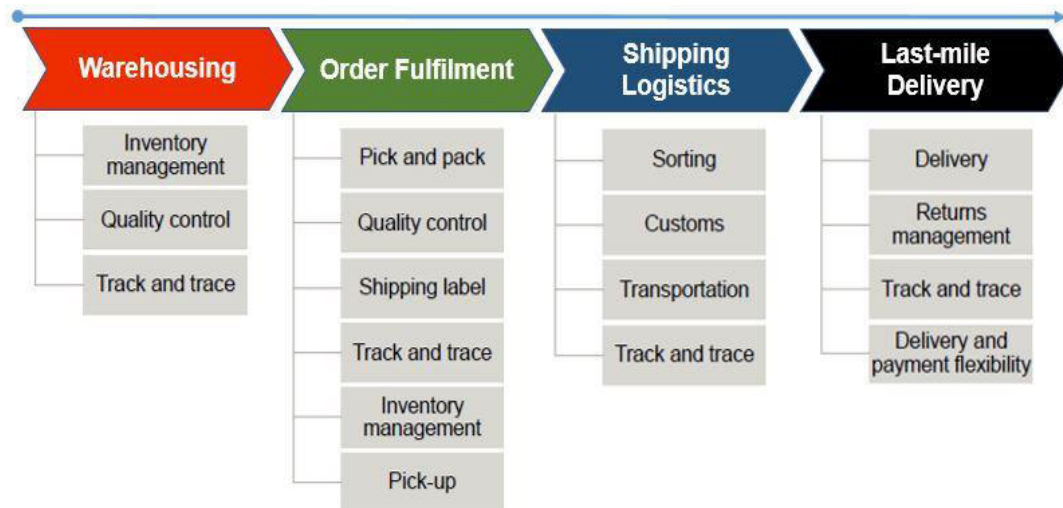 Warehousing
Inventory
management
Quality control
Track and trace
Order Fulfilment
Pick and pack
Quality control
Shipping label
Track and trace
Inventory
management
Pick-up
Shipping
Logistics
Sorting
Customs
Transportation
Track and trace
Last-mile
Delivery
Delivery
Returns
management
Track and trace
Delivery and
payment flexibility